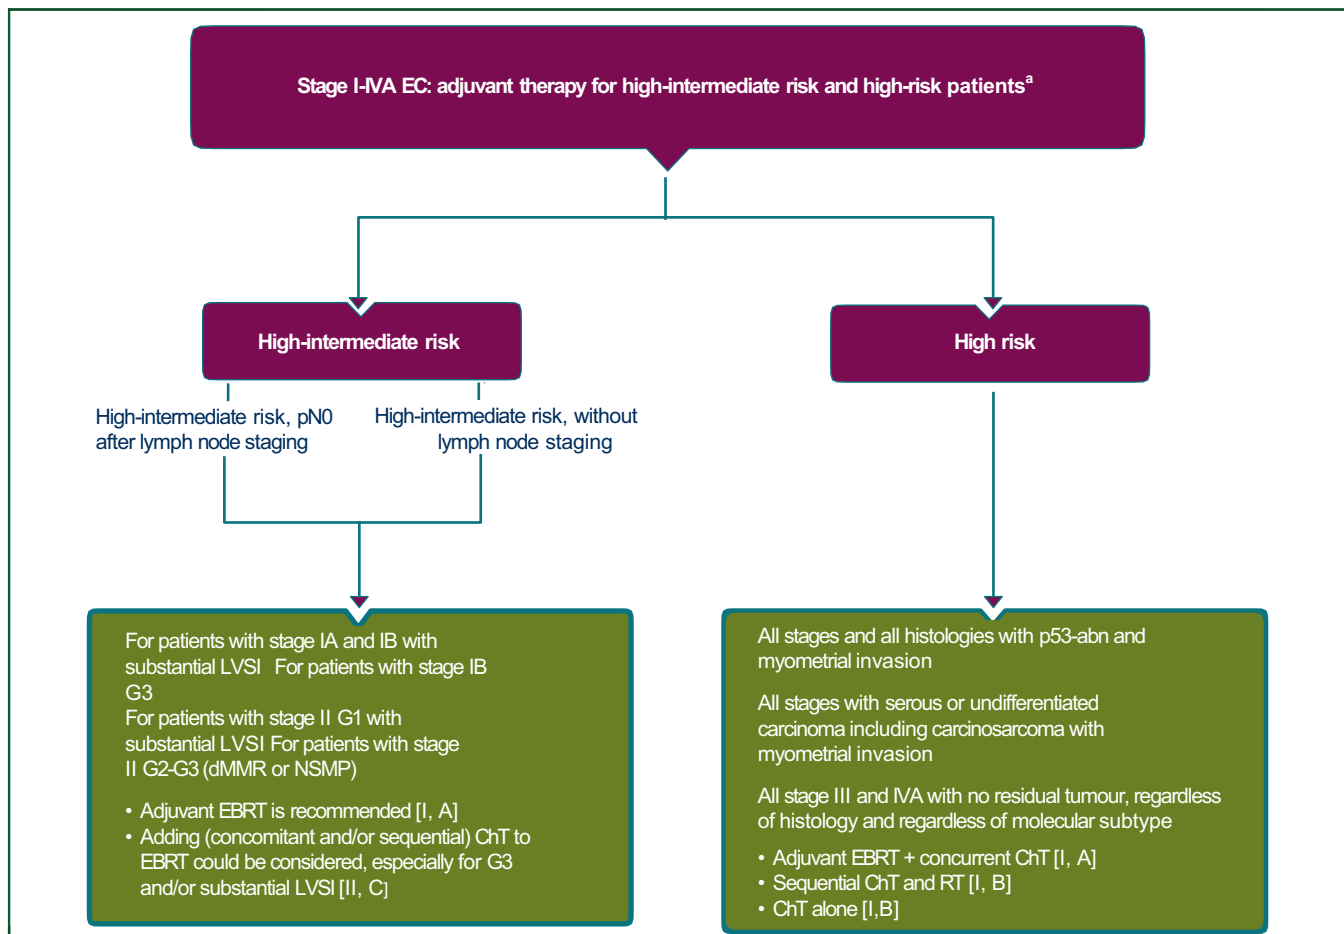 Stage I-IVA EC: adjuvant therapy for high-intermediate risk and high-risk patientsᵃ
High-intermediate risk
High risk
High-intermediate risk, pN0
after lymph node staging
High-intermediate risk, without
lymph node staging
For patients with stage IA and IB with
substantial LVSI For patients with stage IB
G3
For patients with stage II G1 with
substantial LVSI For patients with stage
II G2-G3 (dMMR or NSMP)
• Adjuvant EBRT is recommended [I, A]
• Adding (concomitant and/or sequential) ChT to
EBRT could be considered, especially for G3
and/or substantial LVSI [II, C]
All stages and all histologies with p53-abn and
myometrial invasion
All stages with serous or undifferentiated
carcinoma including carcinosarcoma with
myometrial invasion
All stage III and IVA with no residual tumour, regardless
of histology and regardless of molecular subtype
• Adjuvant EBRT + concurrent ChT [I, A]
• Sequential ChT and RT [I, B]
• ChT alone [I,B]